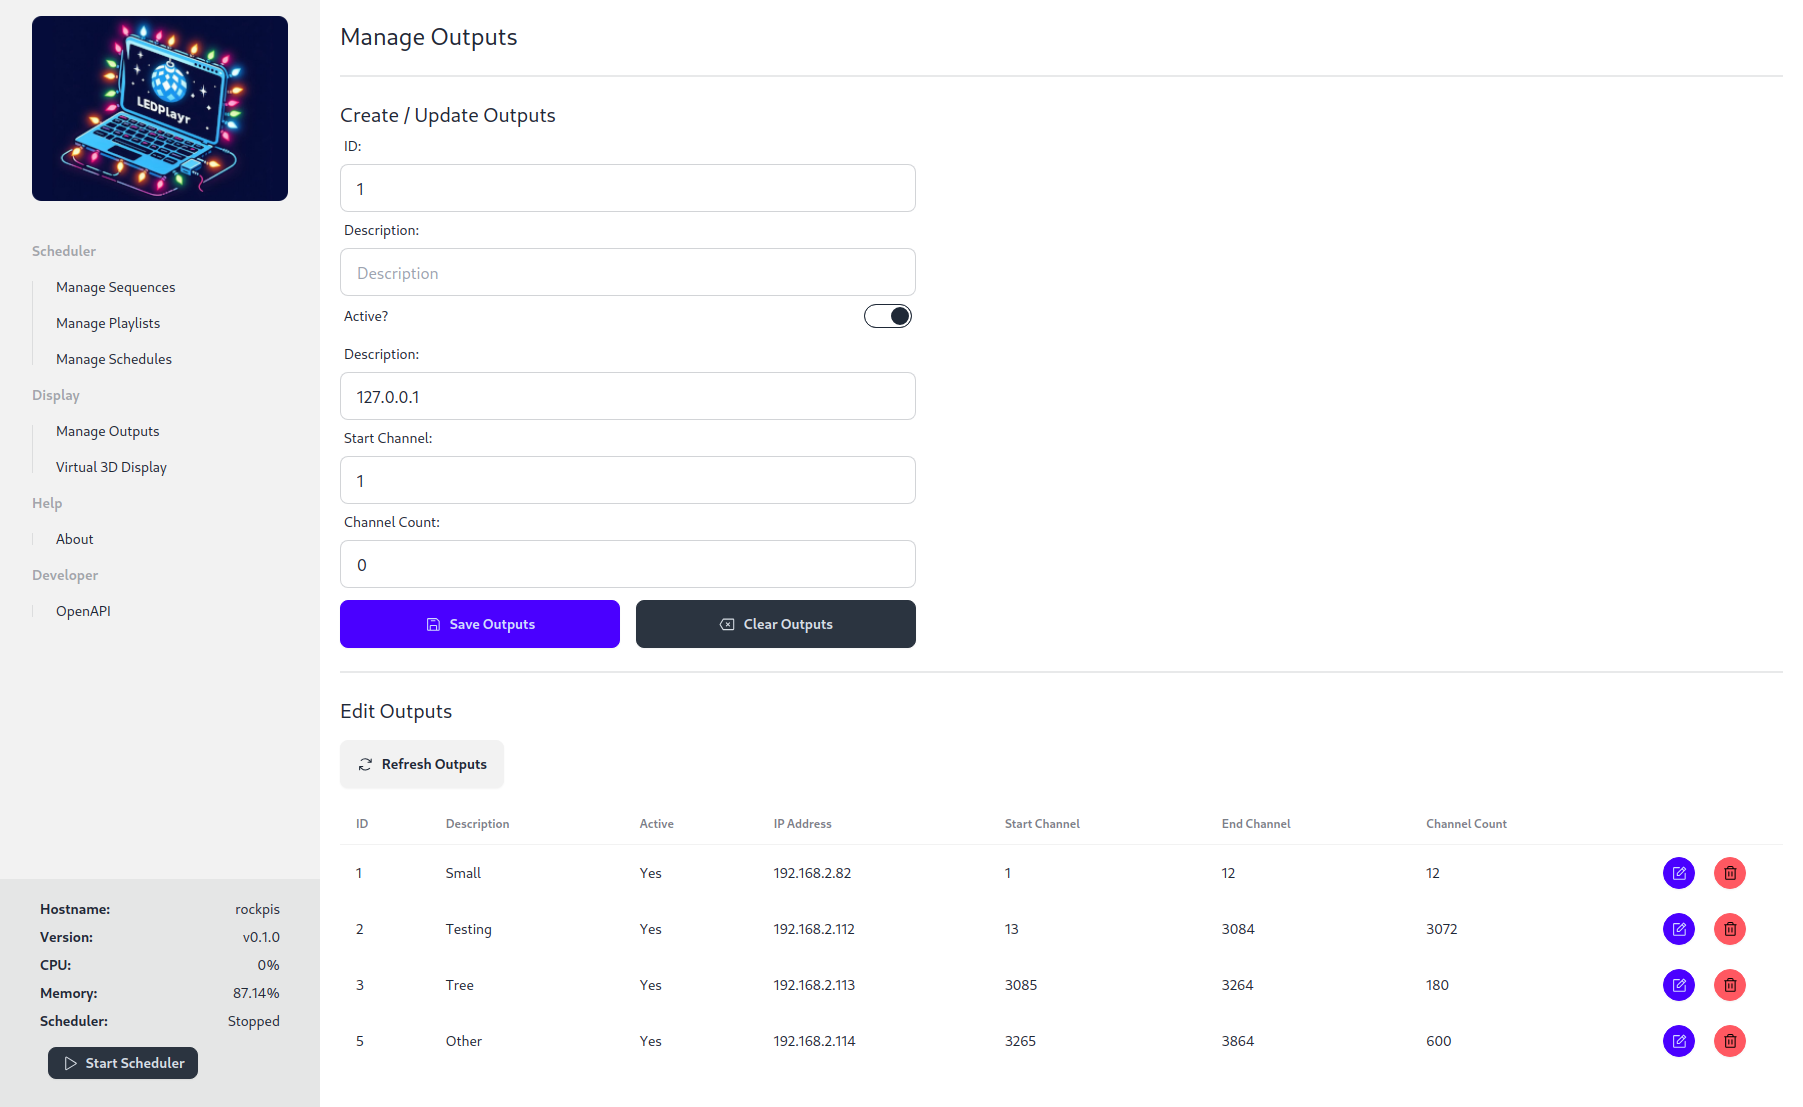 LEDPlayr
Scheduler
Manage Sequences
Manage Playlists
Manage Schedules
Display
Manage Outputs
Virtual 3D Display
Help
About
Developer
OpenAPI
Hostname: rockpis
Version: v0.1.0
CPU: 0%
Memory: 87.14%
Scheduler: Stopped
Start Scheduler
Manage Outputs
Create / Update Outputs
ID:
1
Description:
Description
Active?
Description:
127.0.0.1
Start Channel:
1
Channel Count:
0
Save Outputs Clear Outputs
Edit Outputs
Refresh Outputs
ID Description Active IP Address Start Channel End Channel Channel Count
1 Small Yes 192.168.2.82 1 12 12
2 Testing Yes 192.168.2.112 13 3084 3072
3 Tree Yes 192.168.2.113 3085 3264 180
5 Other Yes 192.168.2.114 3265 3864 600